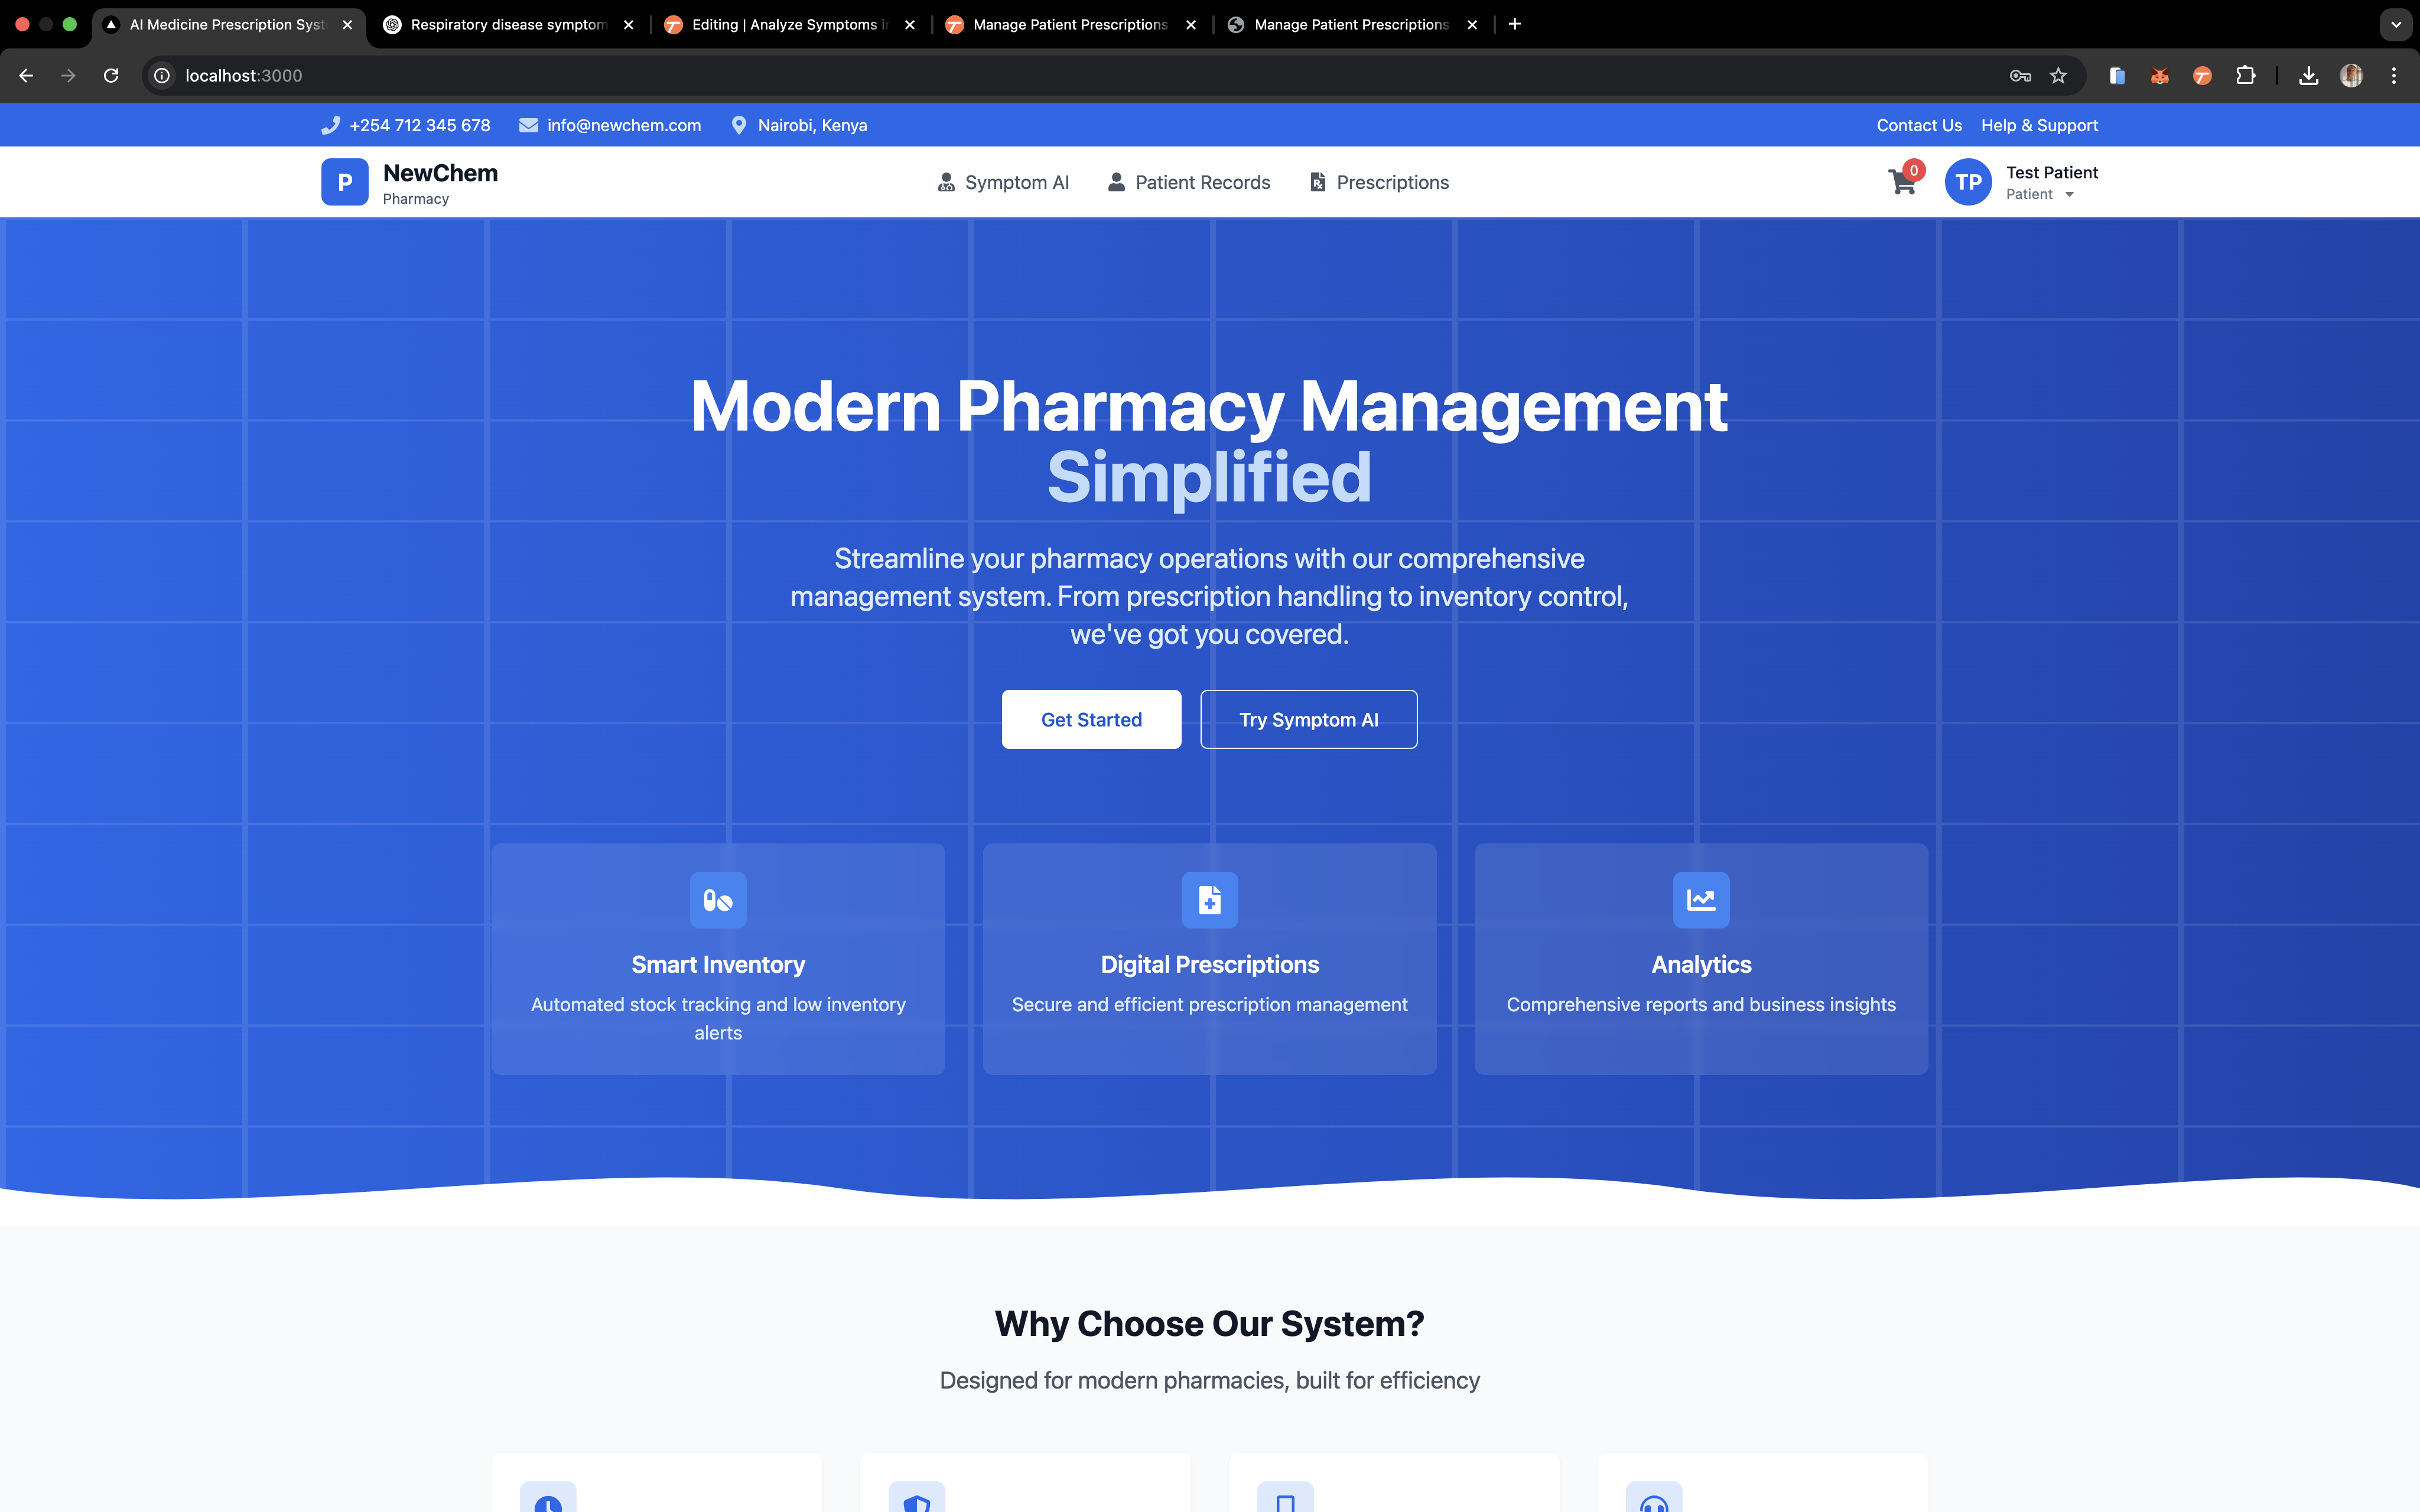 AI Medicine Prescription Syst
Respiratory disease symptom
Editing | Analyze Symptoms i
Manage Patient Prescriptions
Manage Patient Prescriptions
localhost:3000
+254 712 345 678
info@newchem.com
Nairobi, Kenya
Contact Us
Help & Support
P
NewChem
Pharmacy
Symptom AI
Patient Records
Prescriptions
0
TP
Test Patient
Patient
Modern Pharmacy Management
Simplified
Streamline your pharmacy operations with our comprehensive
management system. From prescription handling to inventory control,
we've got you covered.
Get Started
Try Symptom AI
Smart Inventory
Automated stock tracking and low inventory
alerts
Digital Prescriptions
Secure and efficient prescription management
Analytics
Comprehensive reports and business insights
Why Choose Our System?
Designed for modern pharmacies, built for efficiency